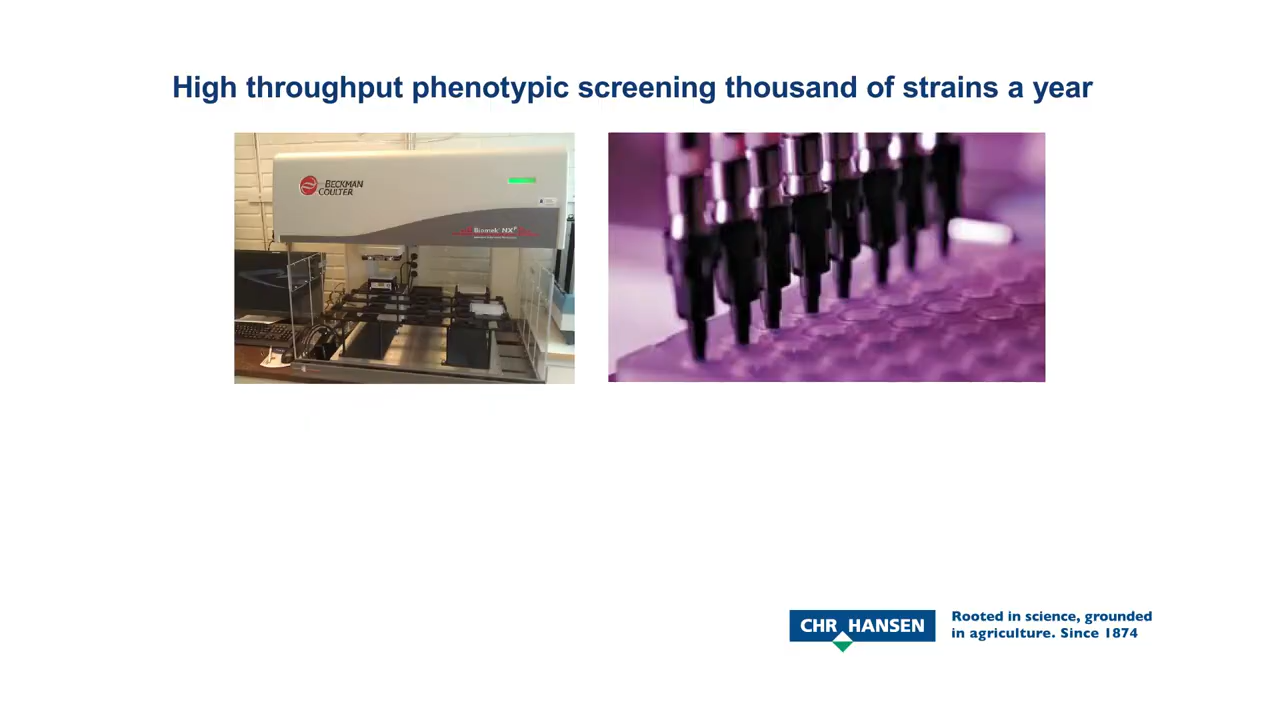 High throughput phenotypic screening thousand of strains a year
BECKMAN
COULTER
Biomek NXP
CHR HANSEN
Rooted in science, grounded
in agriculture. Since 1874